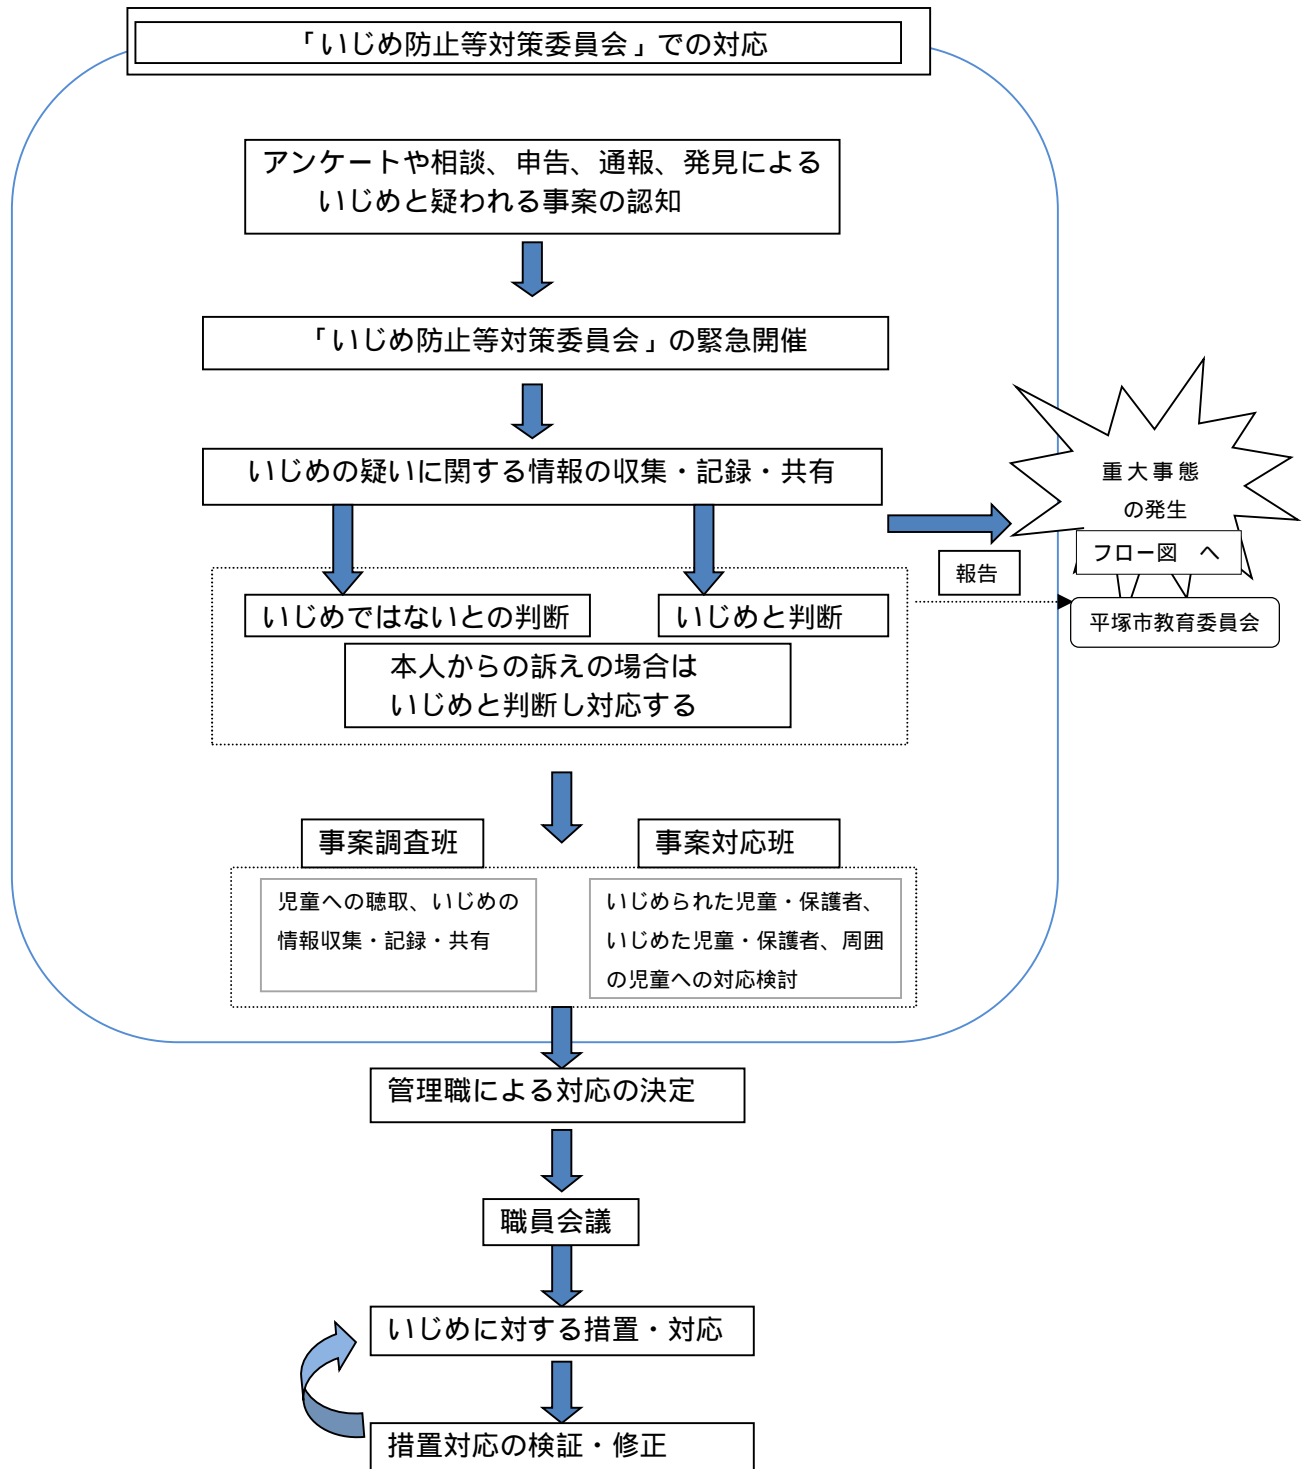 「いじめ防止等対策委員会」での対応
アンケートや相談、申告、通報、発見による
いじめと疑われる事案の認知
「いじめ防止等対策委員会」の緊急開催
いじめの疑いに関する情報の収集・記録・共有
重大事態
の発生
フロー図　へ
報告
平塚市教育委員会
いじめではないとの判断
いじめと判断
本人からの訴えの場合は
いじめと判断し対応する
事案調査班
児童への聴取、いじめの
情報収集・記録・共有
事案対応班
いじめられた児童・保護者、
いじめた児童・保護者、周囲
の児童への対応検討
管理職による対応の決定
職員会議
いじめに対する措置・対応
措置対応の検証・修正